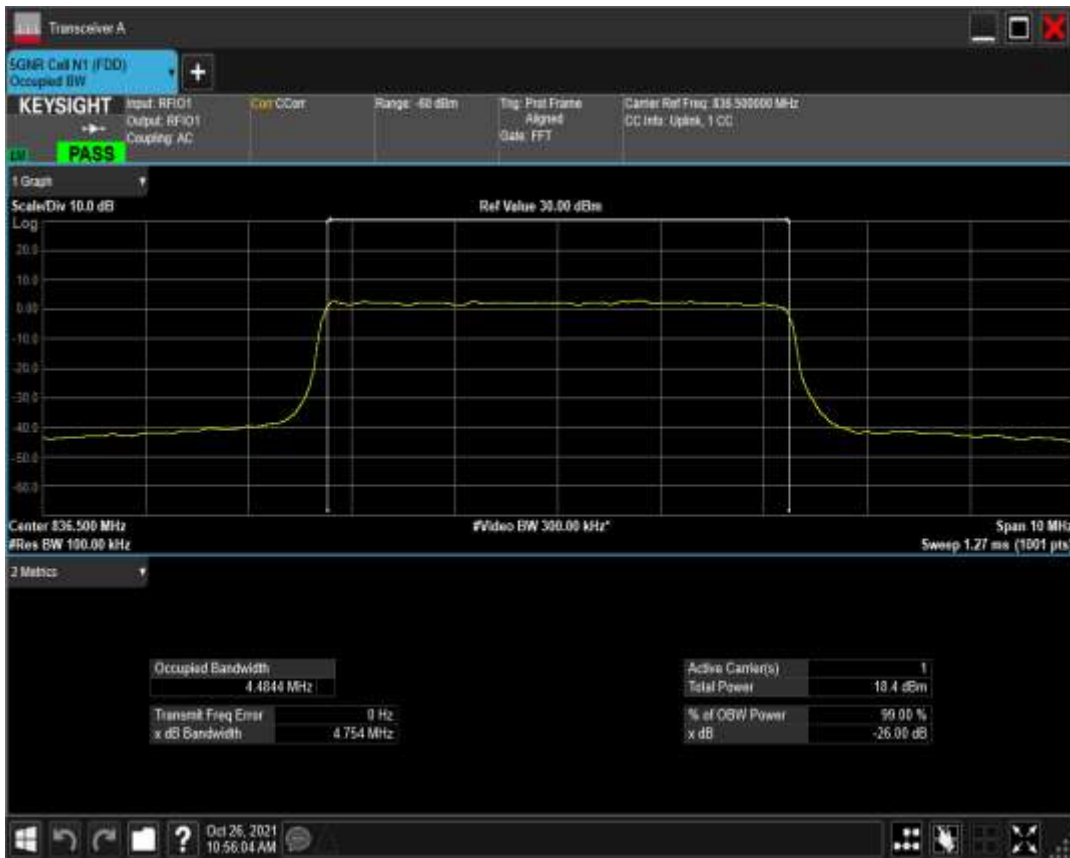 Transceiver A
5GNR Cell N1 (FDD)
Occupied BW
+
KEYSIGHT
Input: RFIO1
Output: RFIO1
Coupling: AC
Corr CCorr
Range: -60 dBm
Trig: Prot Frame
Aligned
Gate: FFT
Carrier Ref Freq: 836.500000 MHz
CC Info: Uplink, 1 CC
PASS
1 Graph
Scale/Div 10.0 dB
Ref Value 30.00 dBm
Log
20.0
10.0
0.00
-10.0
-20.0
-30.0
-40.0
-50.0
-60.0
Center 836.500 MHz
#Video BW 300.00 kHz*
Span 10 MHz
#Res BW 100.00 kHz
Sweep 1.27 ms (1001 pts)
2 Metrics
Occupied Bandwidth
4.4844 MHz
Active Carrier(s) 1
Total Power 18.4 dBm
Transmit Freq Error 0 Hz
% of OBW Power 99.00 %
x dB Bandwidth 4.754 MHz
x dB -26.00 dB
?
Oct 26, 2021
10:56:04 AM